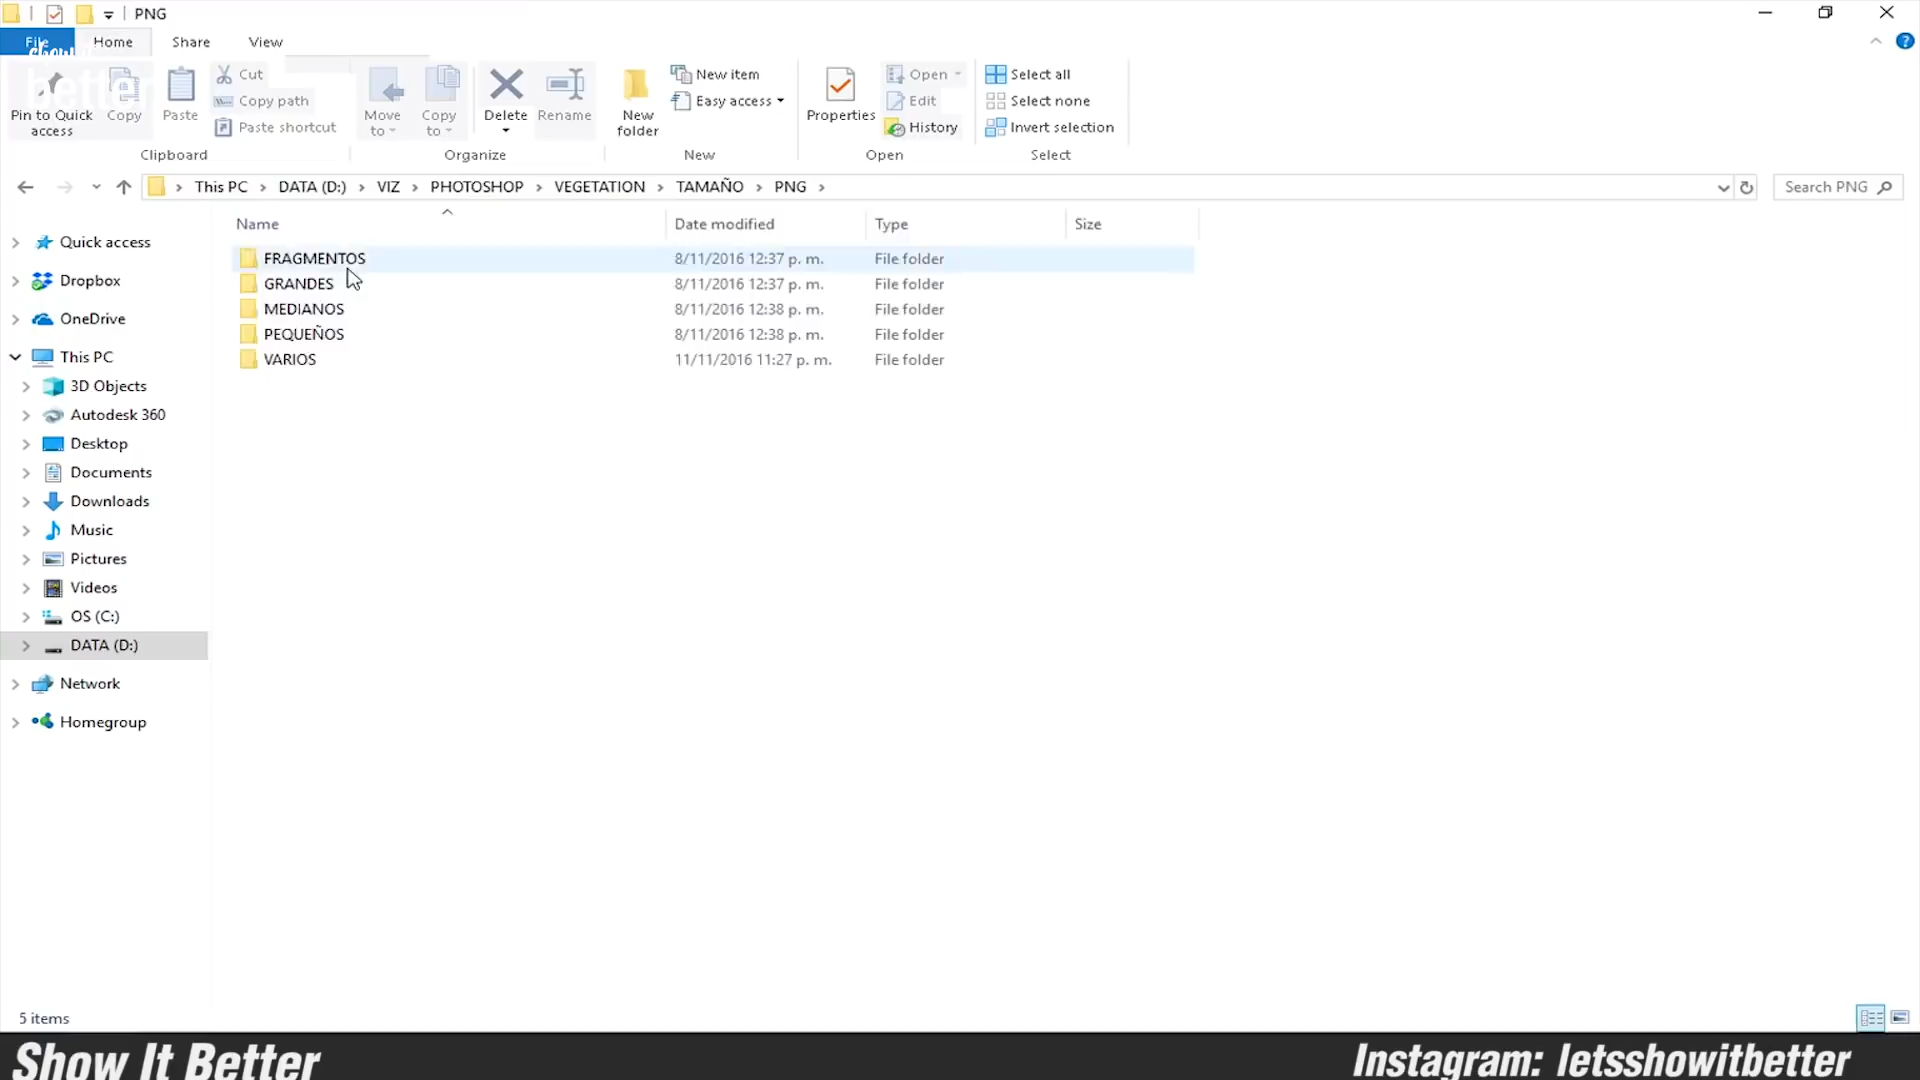 PNG
File
Home
Share
View
show it
better
Pin to Quick
access
Copy
Paste
Cut
Copy path
Paste shortcut
Move
to
Copy
to
Delete
Rename
New
folder
New item
Easy access
Properties
Open
Edit
History
Select all
Select none
Invert selection
Clipboard
Organize
New
Open
Select
This PC > DATA (D:) > VIZ > PHOTOSHOP > VEGETATION > TAMAÑO > PNG >
Search PNG
Name
Date modified
Type
Size
FRAGMENTOS 8/11/2016 12:37 p. m. File folder
GRANDES 8/11/2016 12:37 p. m. File folder
MEDIANOS 8/11/2016 12:38 p. m. File folder
PEQUEÑOS 8/11/2016 12:38 p. m. File folder
VARIOS 11/11/2016 11:27 p. m. File folder
Quick access
Dropbox
OneDrive
This PC
3D Objects
Autodesk 360
Desktop
Documents
Downloads
Music
Pictures
Videos
OS (C:)
DATA (D:)
Network
Homegroup
5 items
Show It Better
Instagram: letsshowitbetter